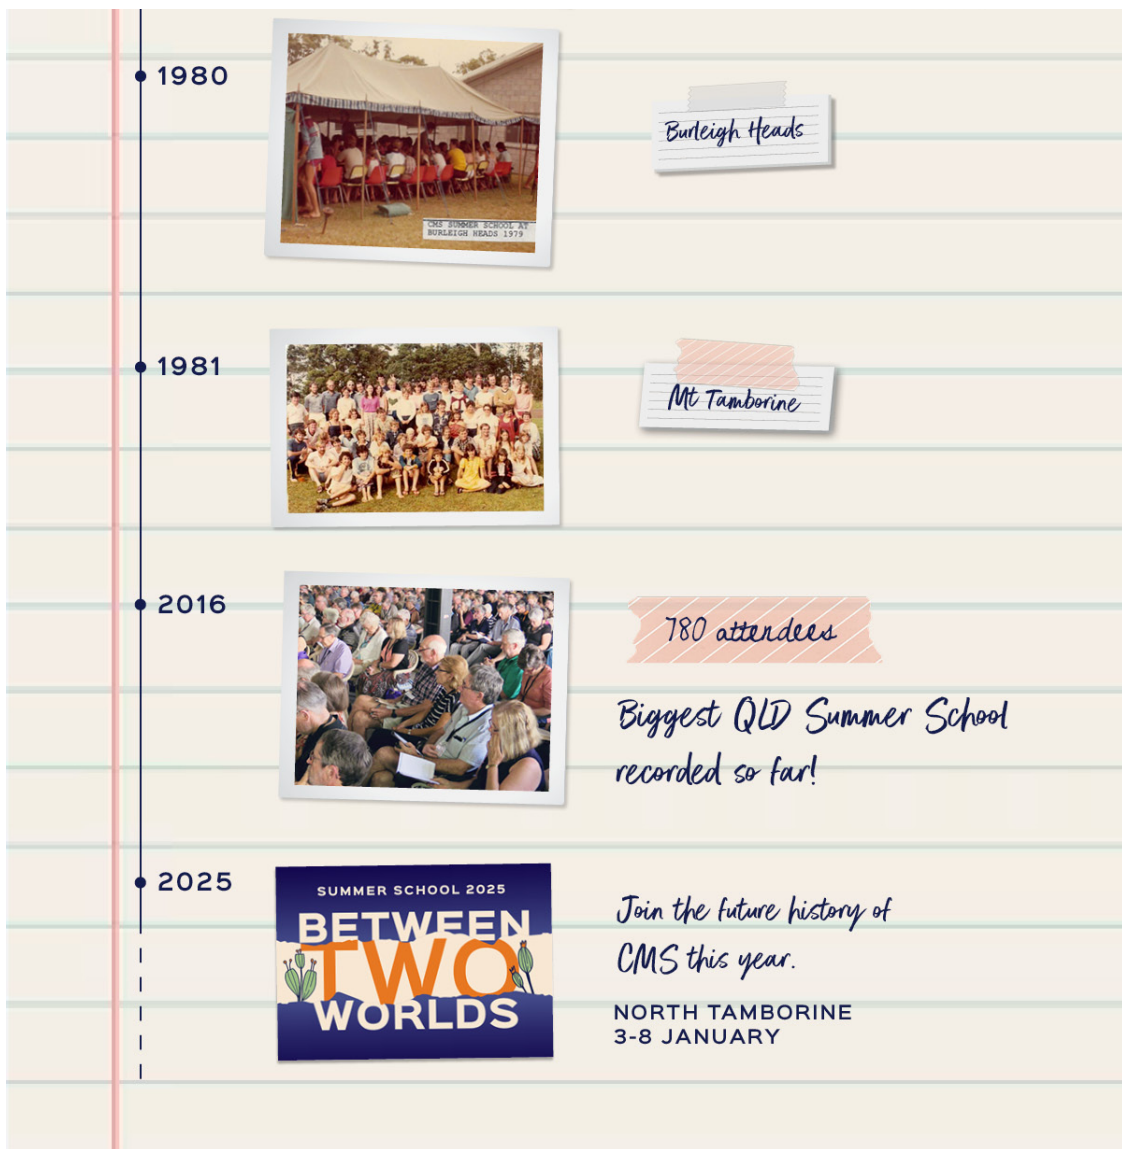 1980
CMS SUMMER SCHOOL AT
BURLEIGH HEADS 1979
Burleigh Heads
1981
Mt Tamborine
2016
780 attendees
Biggest QLD Summer School
recorded so far!
2025
SUMMER SCHOOL 2025
BETWEEN
TWO
WORLDS
Join the future history of
CMS this year.
NORTH TAMBORINE
3-8 JANUARY